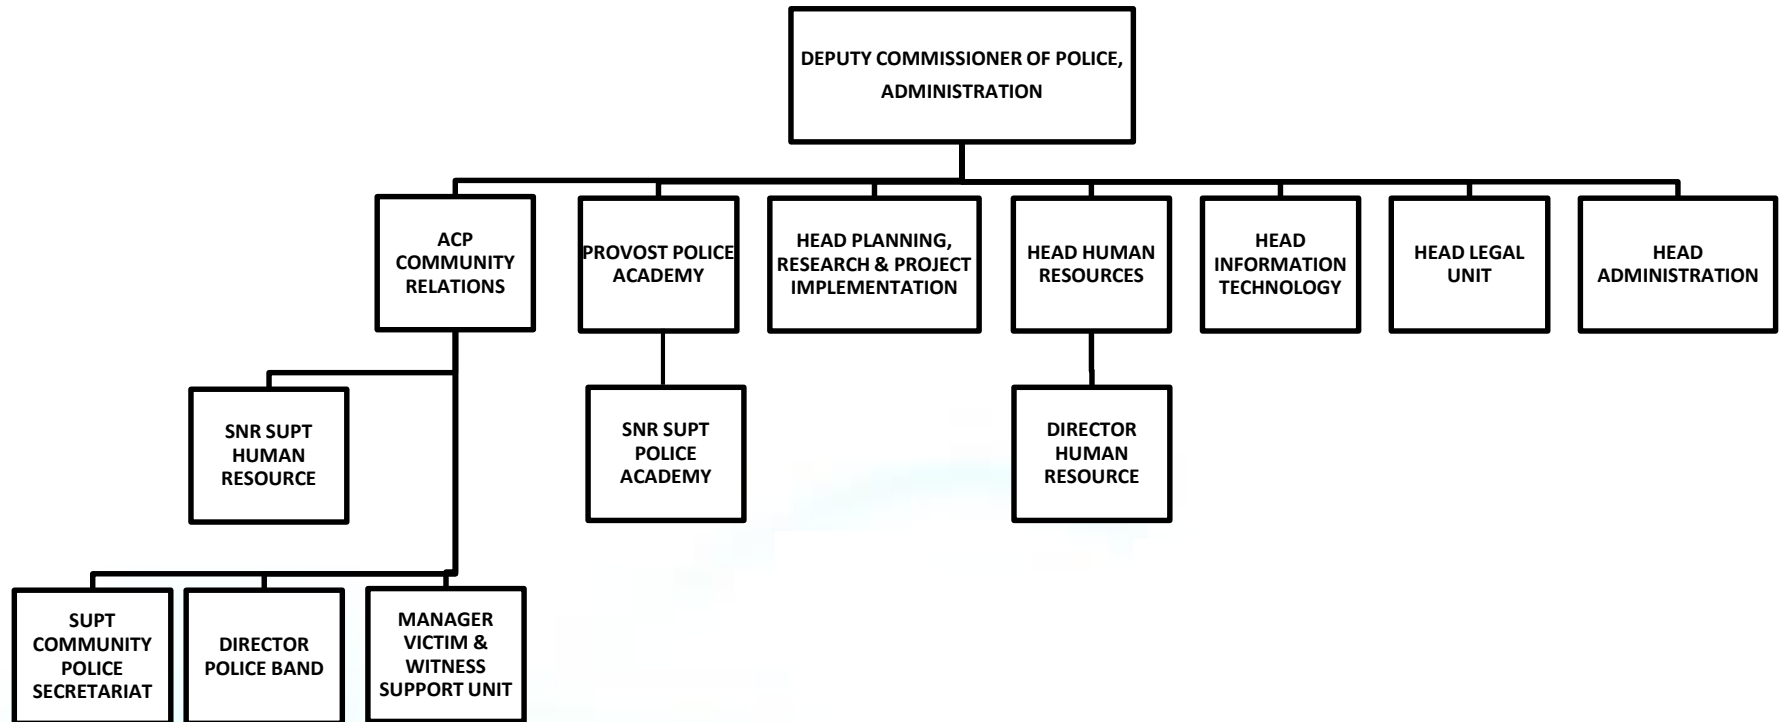 DEPUTY COMMISSIONER OF POLICE,
ADMINISTRATION
ACP
COMMUNITY
RELATIONS
PROVOST POLICE
ACADEMY
HEAD PLANNING,
RESEARCH & PROJECT
IMPLEMENTATION
HEAD HUMAN
RESOURCES
HEAD
INFORMATION
TECHNOLOGY
HEAD LEGAL
UNIT
HEAD
ADMINISTRATION
SNR SUPT
HUMAN
RESOURCE
SNR SUPT
POLICE
ACADEMY
DIRECTOR
HUMAN
RESOURCE
SUPT
COMMUNITY
POLICE
SECRETARIAT
DIRECTOR
POLICE BAND
MANAGER
VICTIM &
WITNESS
SUPPORT UNIT